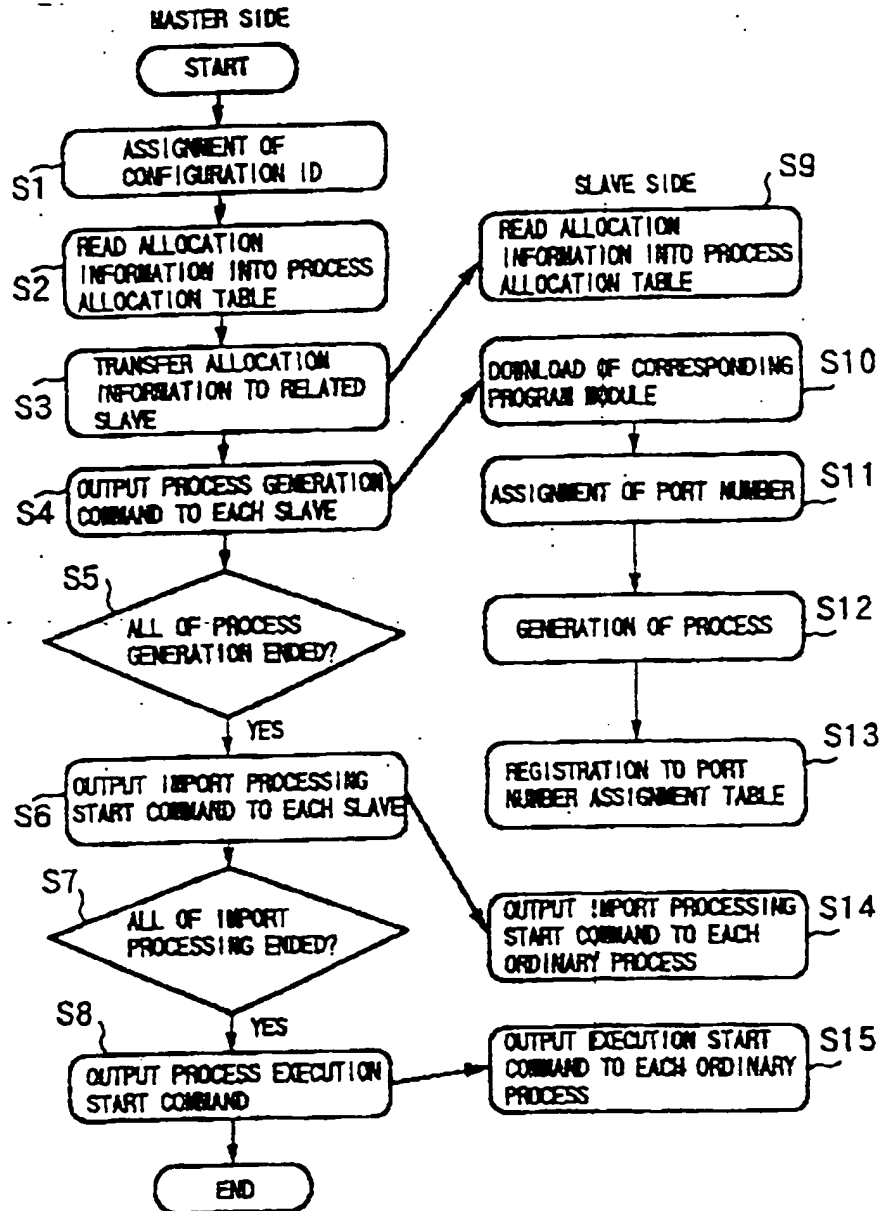 MASTER SIDE
START
ASSIGNMENT OF
CONFIGURATION ID
S1
READ ALLOCATION
INFORMATION INTO PROCESS
ALLOCATION TABLE
S2
TRANSFER ALLOCATION
INFORMATION TO RELATED
SLAVE
S3
OUTPUT PROCESS GENERATION
COMMAND TO EACH SLAVE
S4
S5
ALL OF PROCESS
GENERATION ENDED?
YES
OUTPUT IMPORT PROCESSING
START COMMAND TO EACH SLAVE
S6
S7
ALL OF IMPORT
PROCESSING ENDED?
S8
YES
OUTPUT PROCESS EXECUTION
START COMMAND
END
SLAVE SIDE
S9
READ ALLOCATION
INFORMATION INTO PROCESS
ALLOCATION TABLE
DOWNLOAD OF CORRESPONDING
PROGRAM MODULE
S10
ASSIGNMENT OF PORT NUMBER
S11
GENERATION OF PROCESS
S12
REGISTRATION TO PORT
NUMBER ASSIGNMENT TABLE
S13
OUTPUT IMPORT PROCESSING
START COMMAND TO EACH
ORDINARY PROCESS
S14
OUTPUT EXECUTION START
COMMAND TO EACH ORDINARY
PROCESS
S15